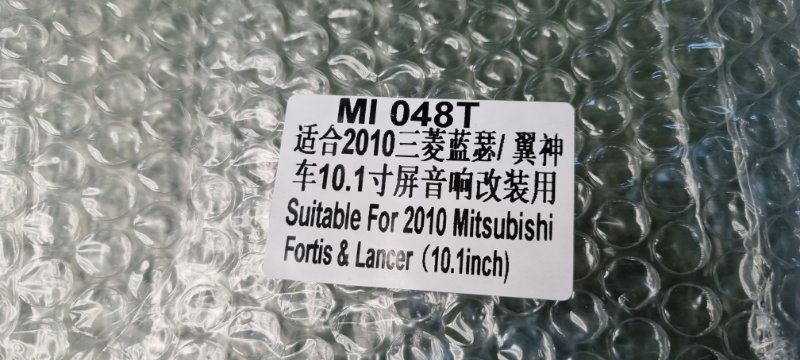 MI 048T
适合2010三菱蓝瑟/ 翼神
车10.1寸屏音响改装用
Suitable For 2010 Mitsubishi
Fortis & Lancer（10.1inch)